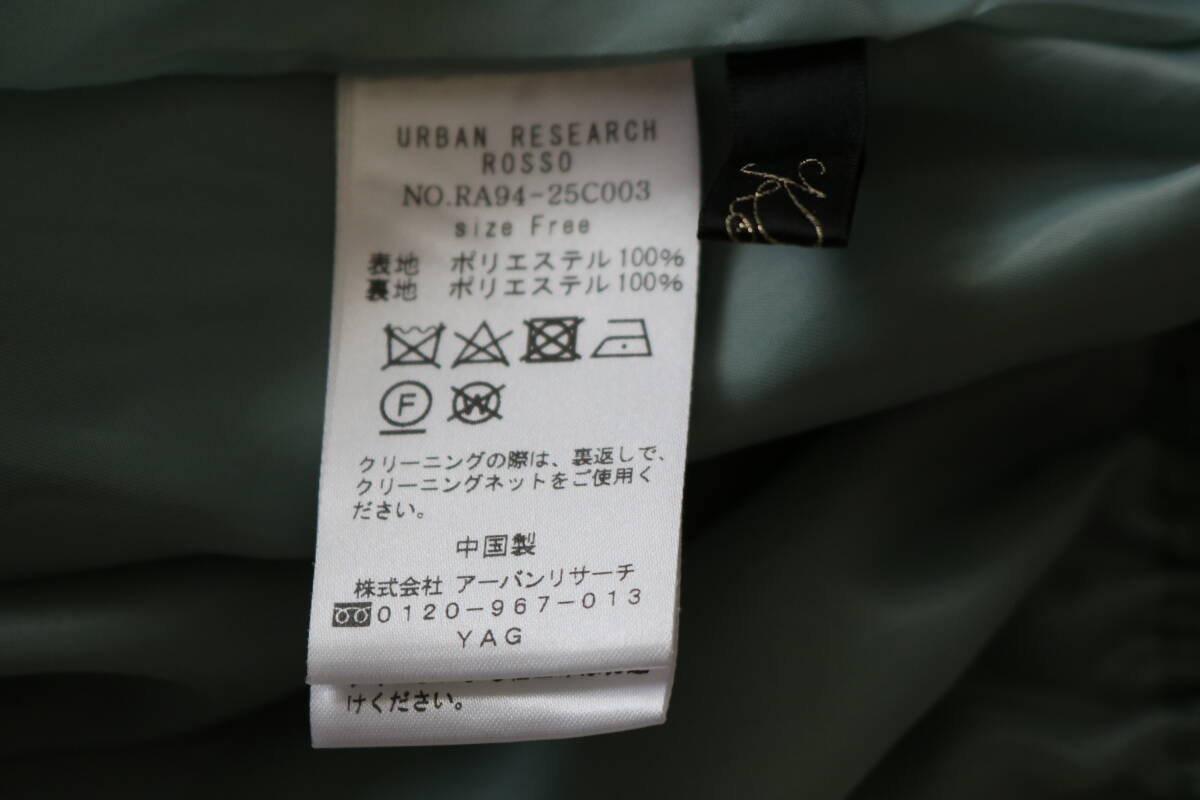 URBAN RESEARCH
ROSSO
NO.RA94-25C003
size Free
表地 ポリエステル100%
裏地 ポリエステル100%
F
W
クリーニングの際は、裏返しで、
クリーニングネットをご使用く
ださい。
中国製
株式会社 アーバンリサーチ
0120-967-013
YAG
けください。